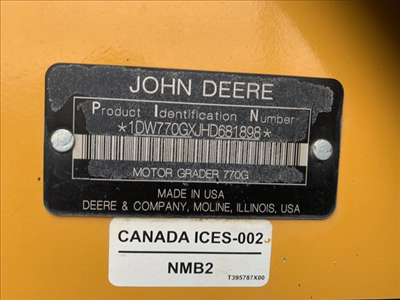 JOHN DEERE
Product Identification Number
*1DW770GXJHD681898*
MOTOR GRADER 770G
MADE IN USA
DEERE & COMPANY, MOLINE, ILLINOIS, USA
CANADA ICES-002
NMB2
T395787X00